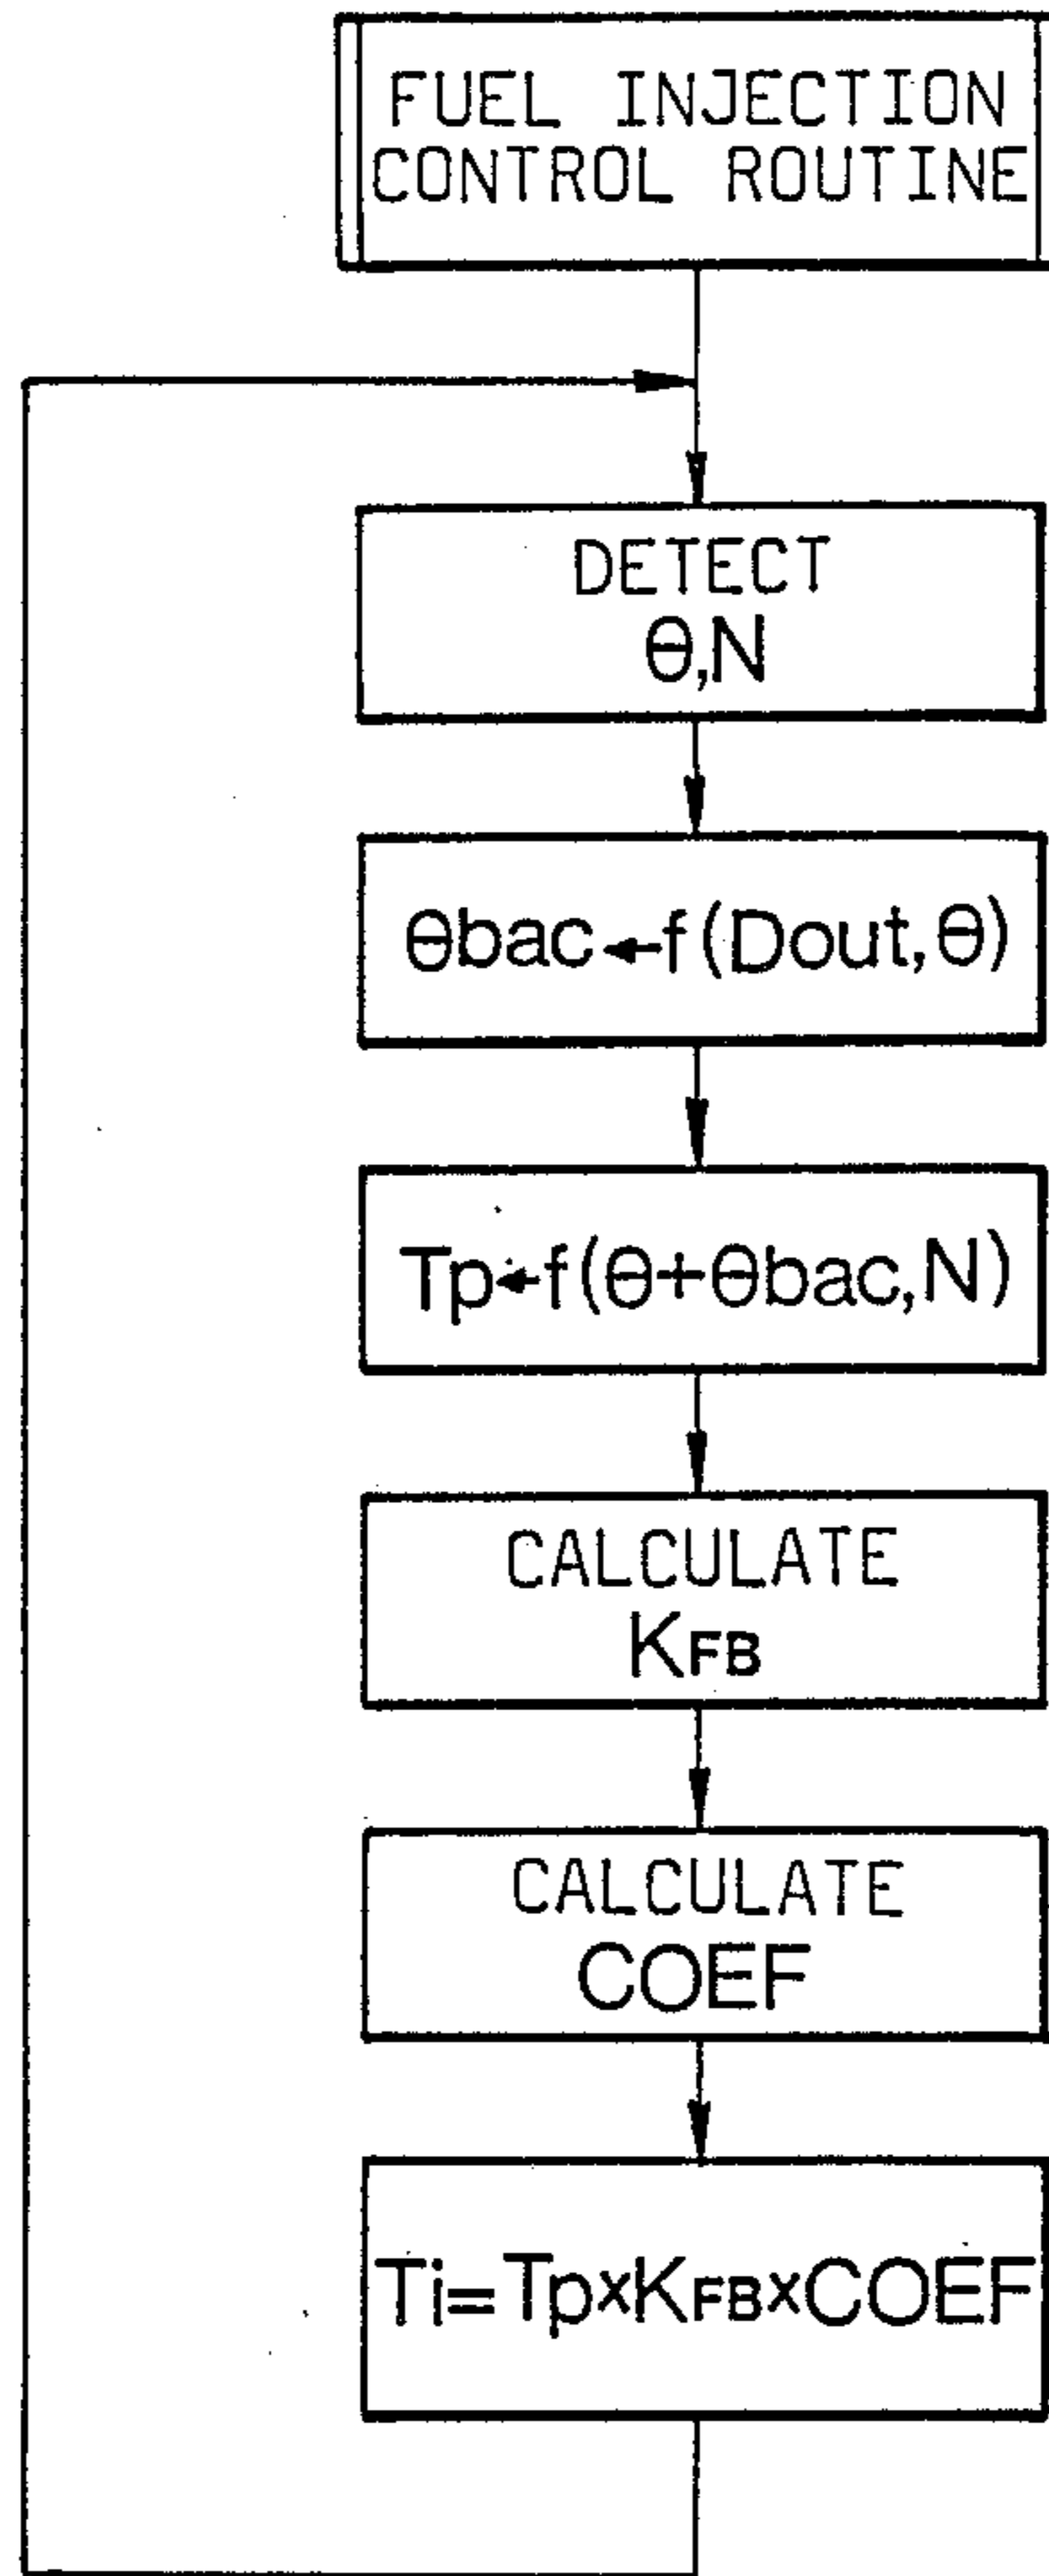 FUEL INJECTION
CONTROL ROUTINE
DETECT
θ,N
θbac←f(Dout,θ)
Tp←f(θ+θbac,N)
CALCULATE
KFB
CALCULATE
COEF
Ti=Tp×KFB×COEF